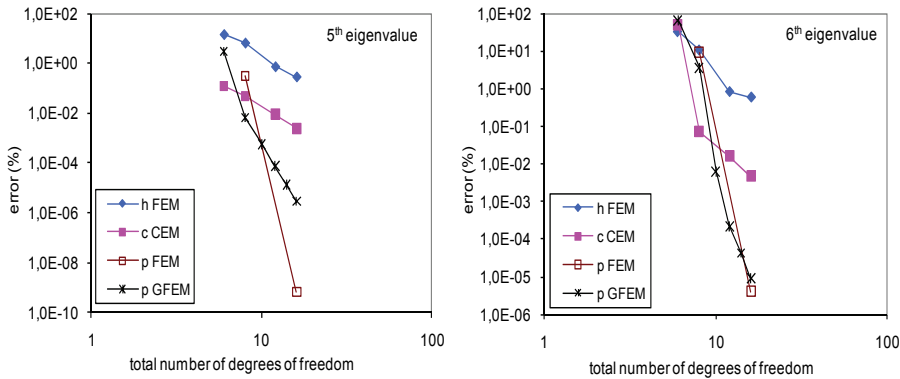 5th eigenvalue
1,0E+02
1,0E+00
1,0E-02
1,0E-04
1,0E-06
1,0E-08
1,0E-10
error (%)
h FEM
c CEM
p FEM
p GFEM
1 10 100
total number of degrees of freedom
6th eigenvalue
1,0E+02
1,0E+01
1,0E+00
1,0E-01
1,0E-02
1,0E-03
1,0E-04
1,0E-05
1,0E-06
error (%)
h FEM
c CEM
p FEM
p GFEM
1 10 100
total number of degrees of freedom